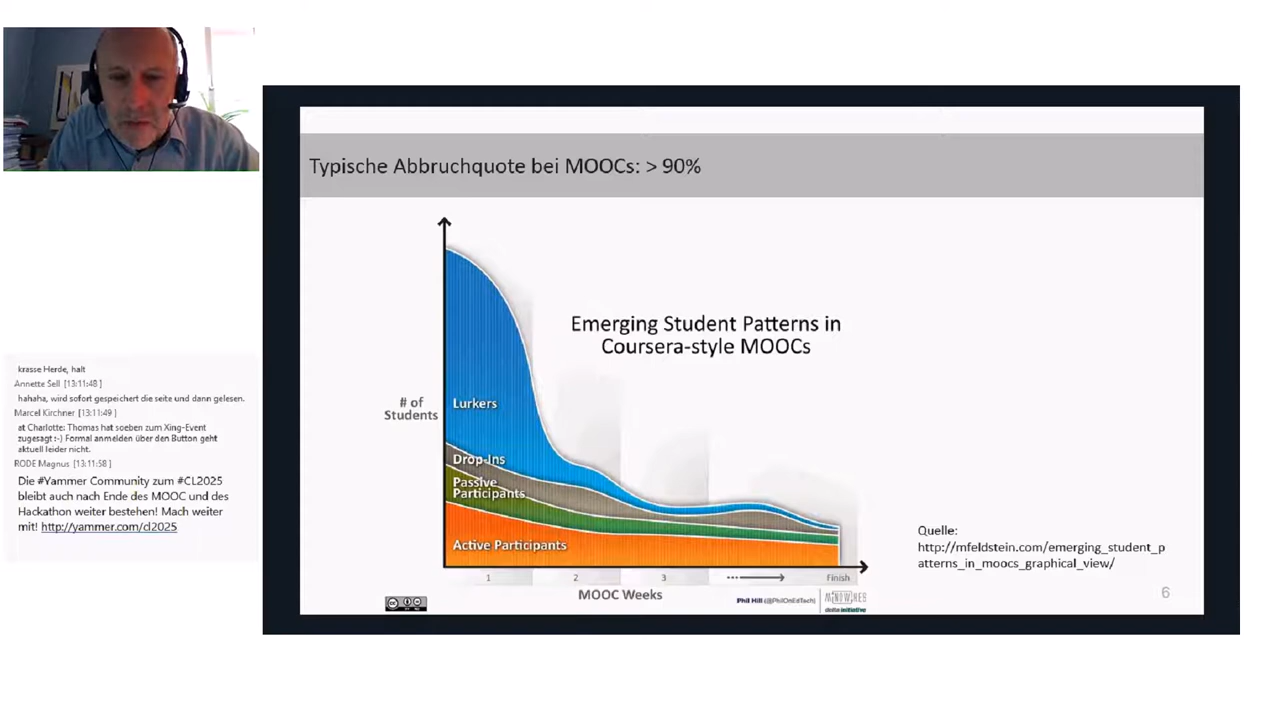 krasse Herde, halt
Annette Sell [13:11:48]
hahaha, wird sofort gespeichert die seite und dann gelesen.
Marcel Kirchner [13:11:49]
at Charlotte: Thomas hat soeben zum Xing-Event
zugesagt :-) Formal anmelden über den Button geht
aktuell leider nicht.
RODE Magnus [13:11:58]
Die #Yammer Community zum #CL2025
bleibt auch nach Ende des MOOC und des
Hackathon weiter bestehen! Mach weiter
mit! http://yammer.com/cl2025
Typische Abbruchquote bei MOOCs: > 90%
Emerging Student Patterns in
Coursera-style MOOCs
# of
Students
Lurkers
Drop-Ins
Passive
Participants
Active Participants
1 2 3 Finish
MOOC Weeks
Phil Hill (@PhilOnEdTech)
Quelle:
http://mfeldstein.com/emerging_student_p
atterns_in_moocs_graphical_view/
6